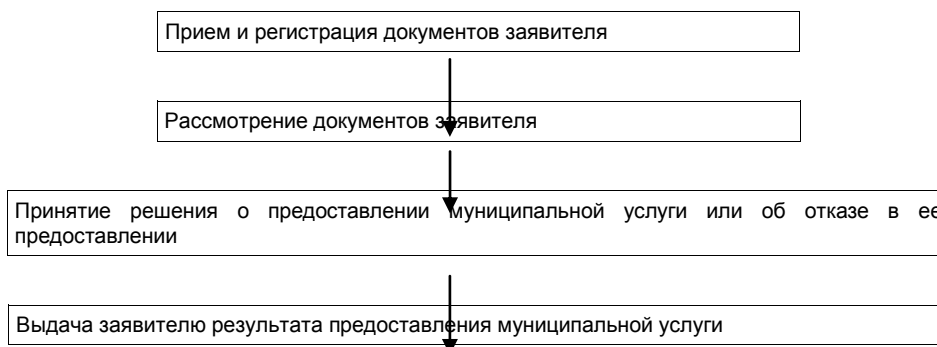 Прием и регистрация документов заявителя
Рассмотрение документов заявителя
Принятие решения о предоставлении муниципальной услуги или об отказе в ее
предоставлении
Выдача заявителю результата предоставления муниципальной услуги